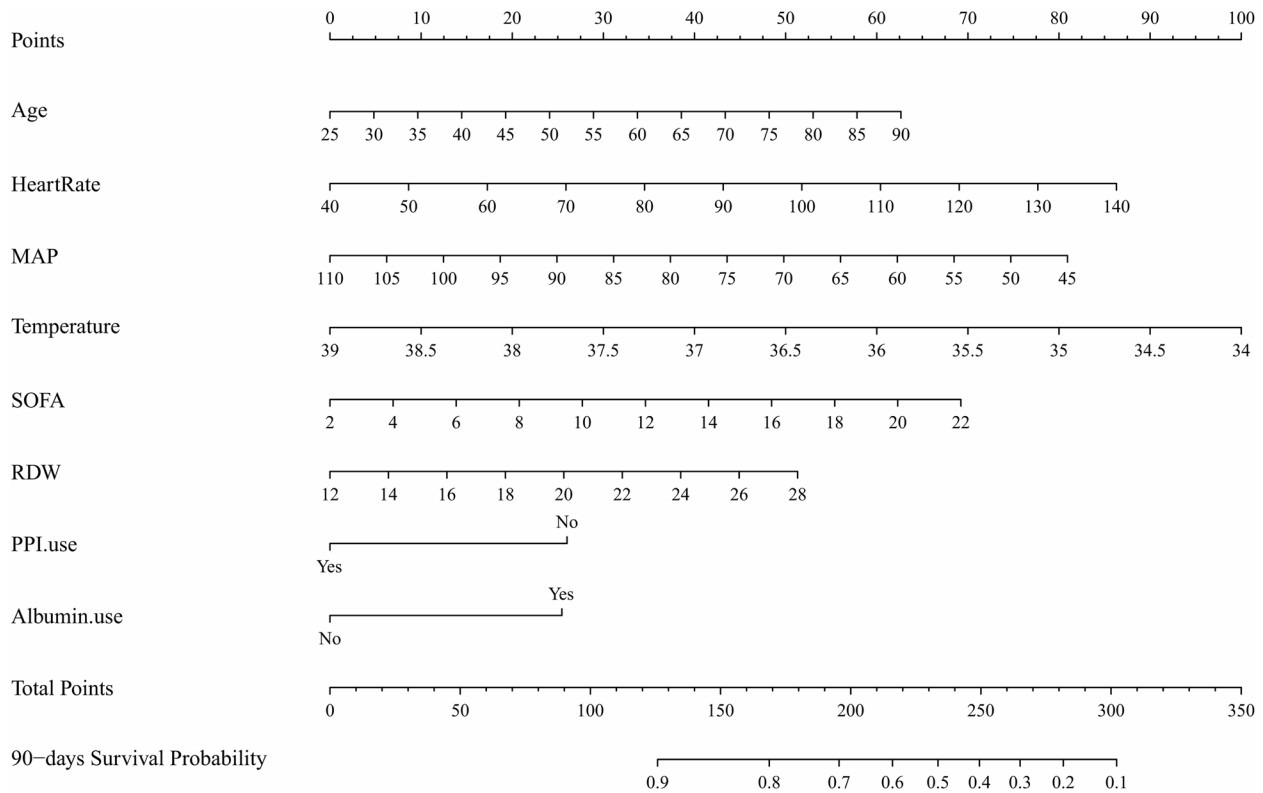 0 10 20 30 40 50 60 70 80 90 100
Points
Age
25 30 35 40 45 50 55 60 65 70 75 80 85 90
HeartRate
40 50 60 70 80 90 100 110 120 130 140
MAP
110 105 100 95 90 85 80 75 70 65 60 55 50 45
Temperature
39 38.5 38 37.5 37 36.5 36 35.5 35 34.5 34
SOFA
2 4 6 8 10 12 14 16 18 20 22
RDW
12 14 16 18 20 22 24 26 28
No
PPI.use
Yes
Yes
Albumin.use
No
Total Points
0 50 100 150 200 250 300 350
90−days Survival Probability
0.9 0.8 0.7 0.6 0.5 0.4 0.3 0.2 0.1